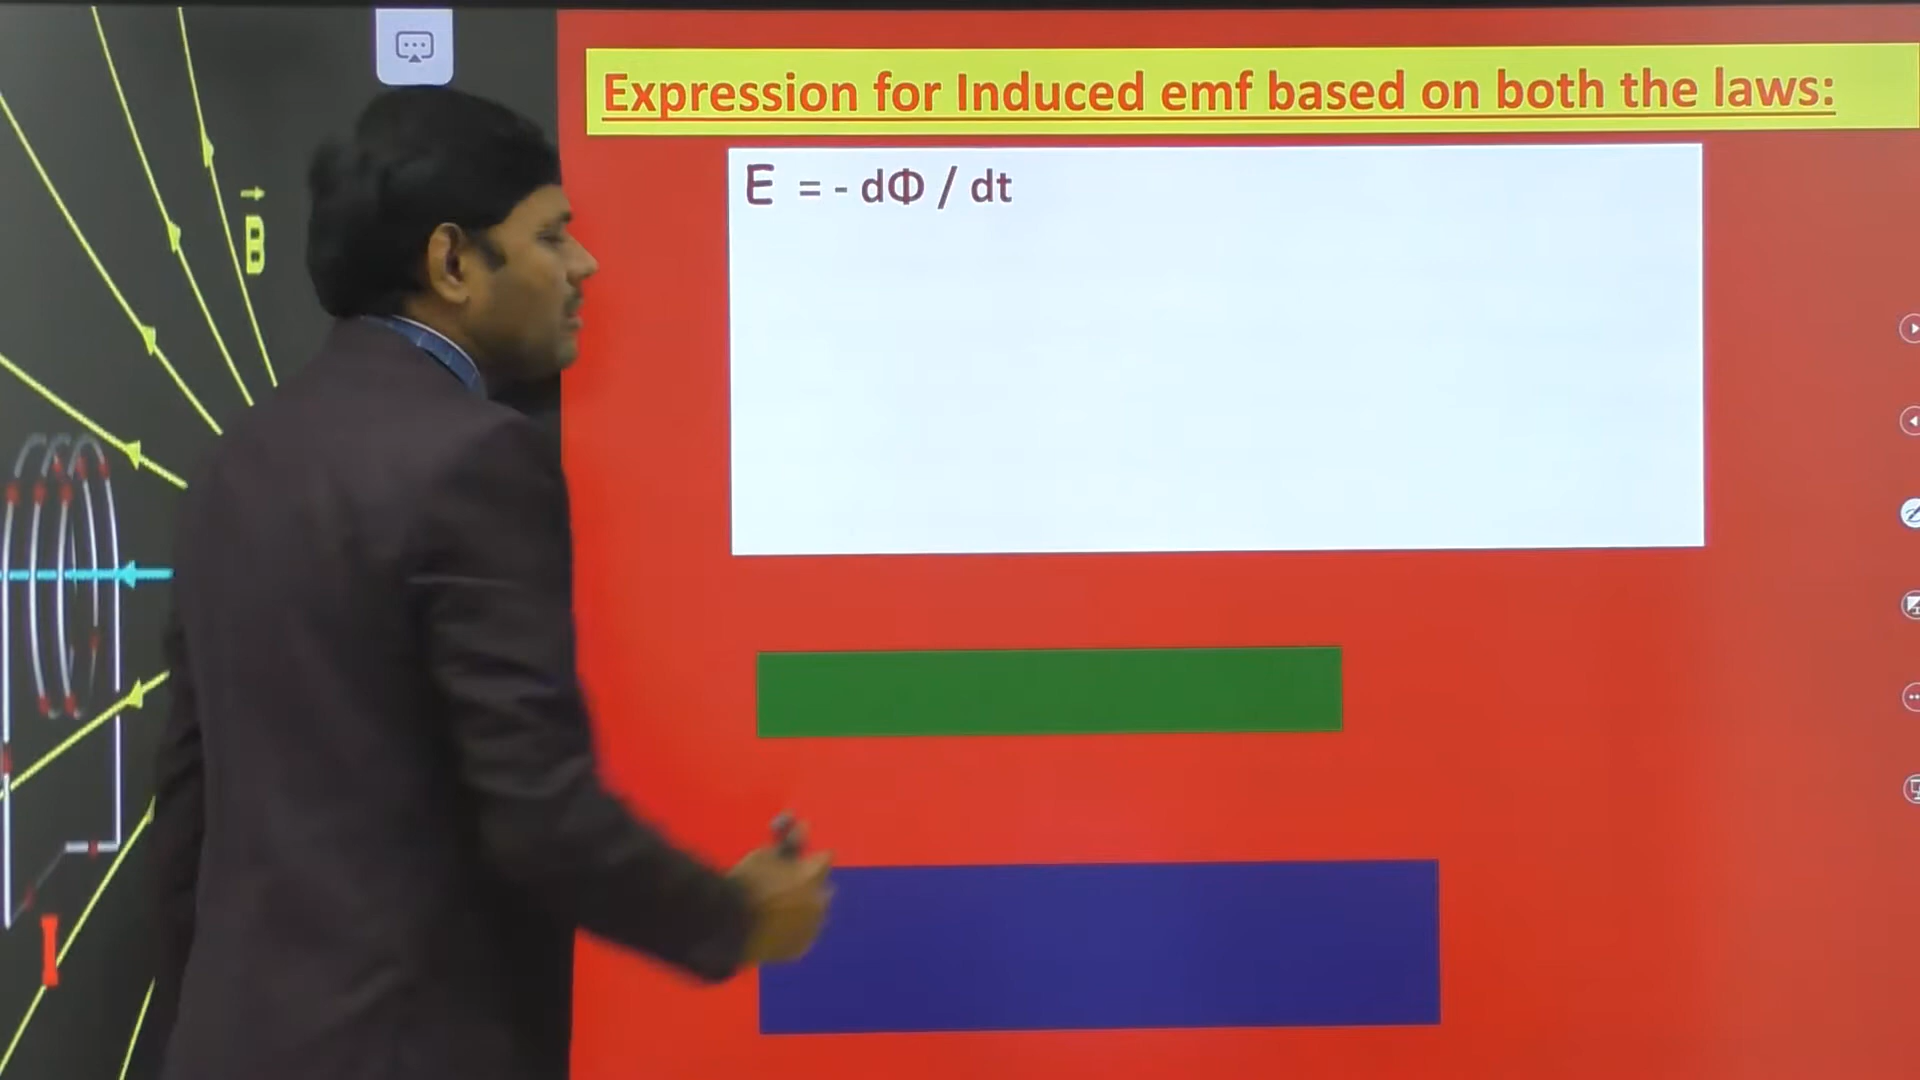 Expression for Induced emf based on both the laws:
E = - dΦ / dt
B
I